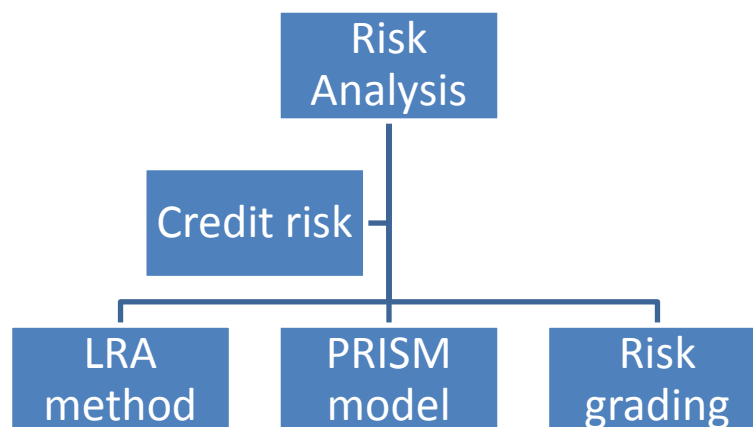 Risk
Analysis
Credit risk
LRA
method
PRISM
model
Risk
grading